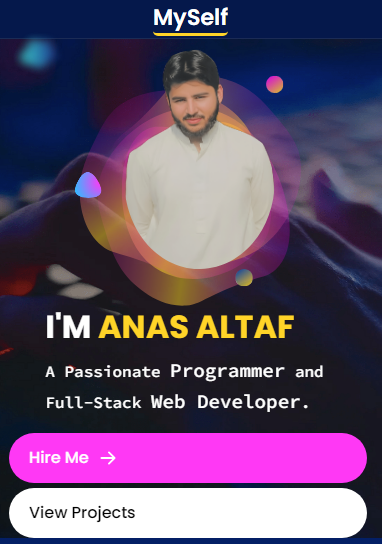 MySelf
I'M ANAS ALTAF
A Passionate Programmer and
Full-Stack Web Developer.
Hire Me →
View Projects